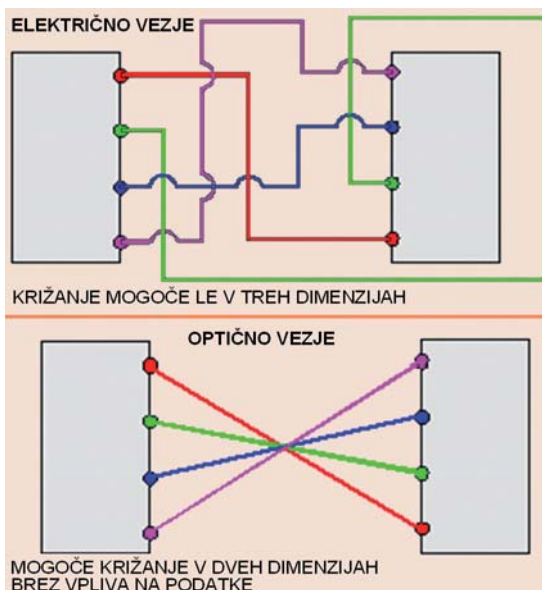 ELEKTRIČNO VEZJE
KRIŽANJE MOGOČE LE V TREH DIMENZIJAH
OPTIČNO VEZJE
MOGOČE KRIŽANJE V DVEH DIMENZIJAH
BREZ VPLIVA NA PODATKE